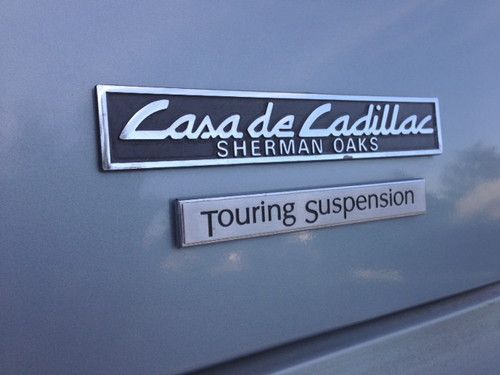 Casa de Cadillac
SHERMAN OAKS
Touring Suspension